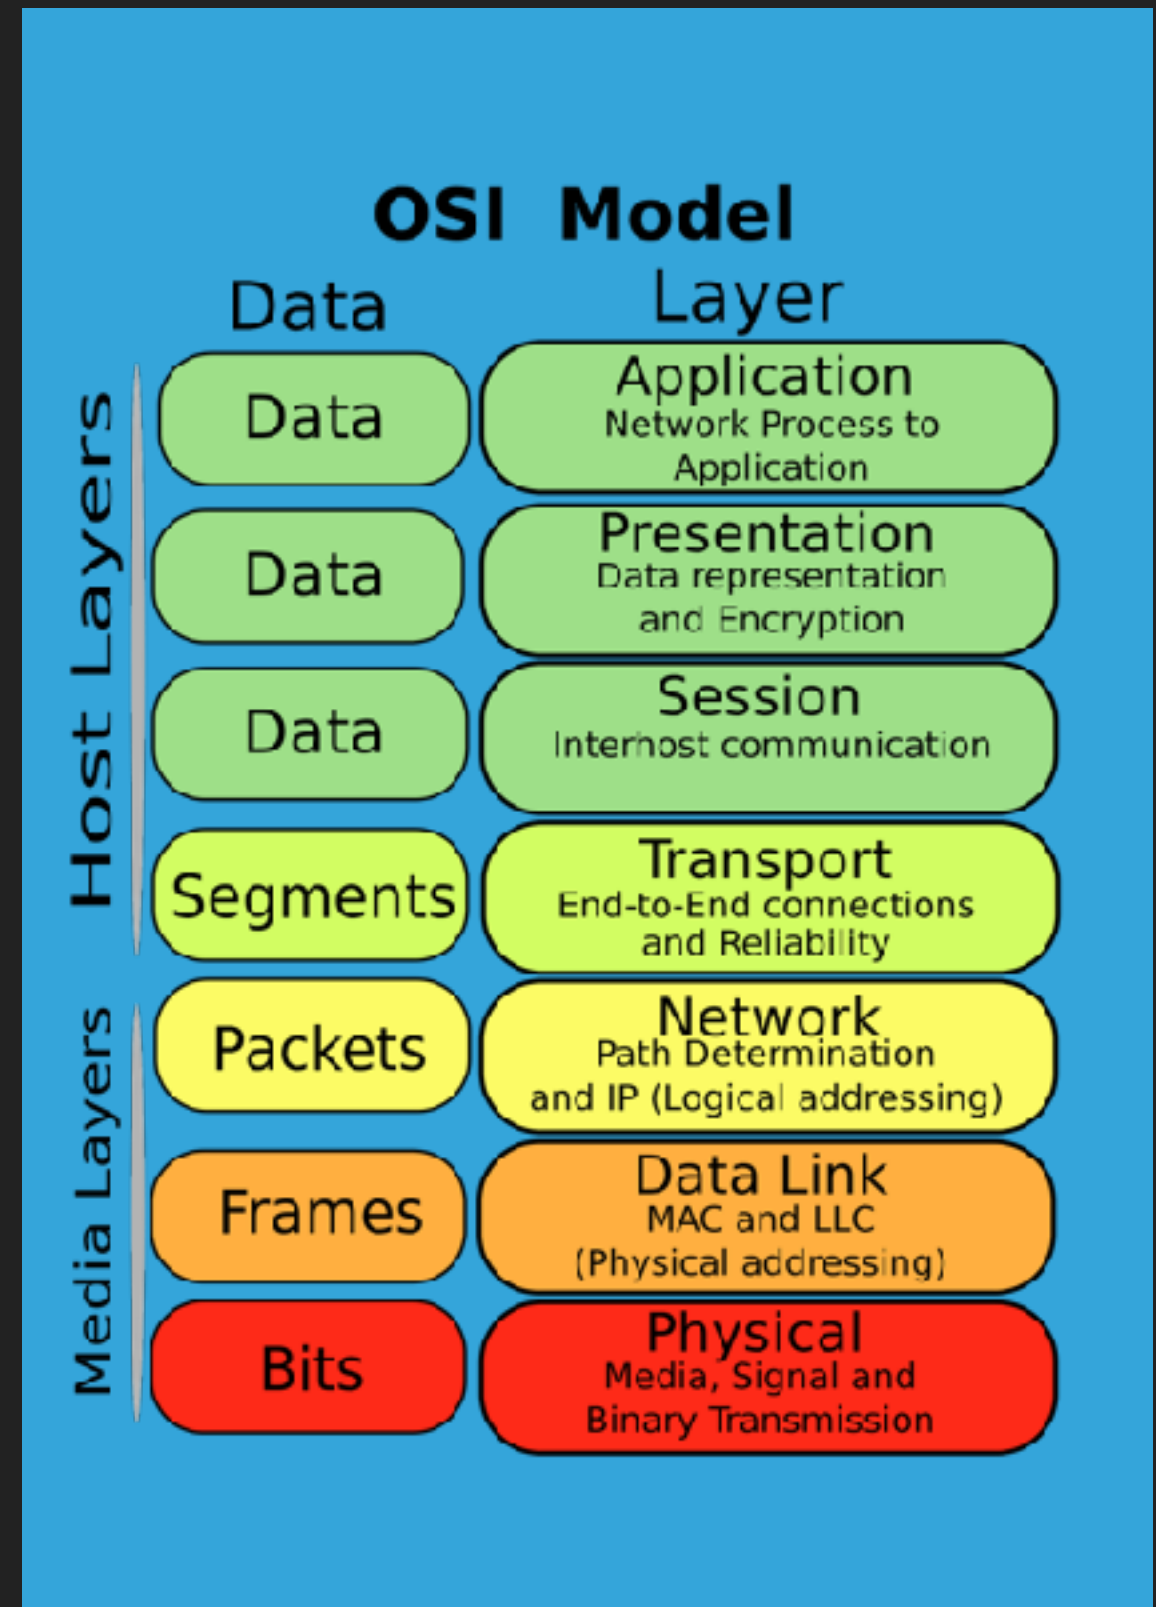 OSI Model
Data
Layer
Host Layers
Data
Application
Network Process to
Application
Data
Presentation
Data representation
and Encryption
Data
Session
Interhost communication
Segments
Transport
End-to-End connections
and Reliability
Media Layers
Packets
Network
Path Determination
and IP (Logical addressing)
Frames
Data Link
MAC and LLC
(Physical addressing)
Bits
Physical
Media, Signal and
Binary Transmission